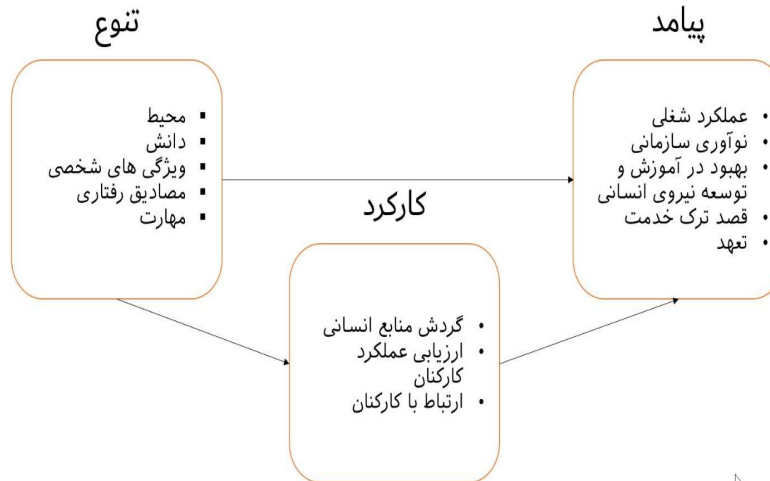 تنوع
پیامد
▪ محیط
▪ دانش
▪ ویژگی های شخصی
▪ مصادیق رفتاری
▪ مهارت
• عملکرد شغلی
• نوآوری سازمانی
• بهبود در آموزش و
توسعه نیروی انسانی
• قصد ترک خدمت
• تعهد
کارکرد
• گردش منابع انسانی
• ارزیابی عملکرد
کارکنان
• ارتباط با کارکنان